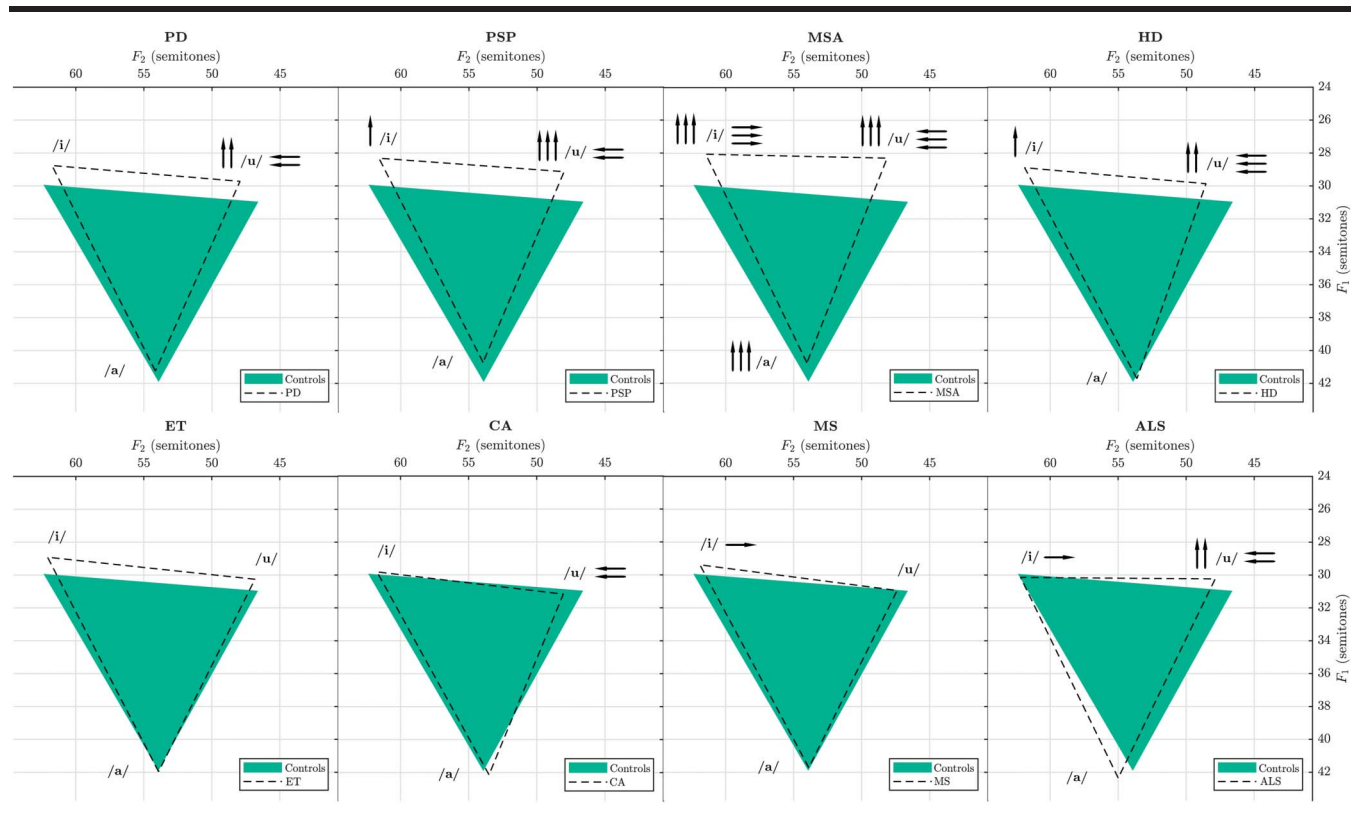 PD
F2 (semitones)
60 55 50 45
/i/
/u/
/a/
Controls
PD
PSP
F2 (semitones)
60 55 50 45
/i/
/u/
/a/
Controls
PSP
MSA
F2 (semitones)
60 55 50 45
/i/
/u/
/a/
Controls
MSA
HD
F2 (semitones)
60 55 50 45
/i/
/u/
/a/
Controls
HD
24
26
28
30
32
34
36
38
40
42
F1 (semitones)
ET
F2 (semitones)
60 55 50 45
/i/
/u/
/a/
Controls
ET
CA
F2 (semitones)
60 55 50 45
/i/
/u/
/a/
Controls
CA
MS
F2 (semitones)
60 55 50 45
/i/
/u/
/a/
Controls
MS
ALS
F2 (semitones)
60 55 50 45
/i/
/u/
/a/
Controls
ALS
24
26
28
30
32
34
36
38
40
42
F1 (semitones)